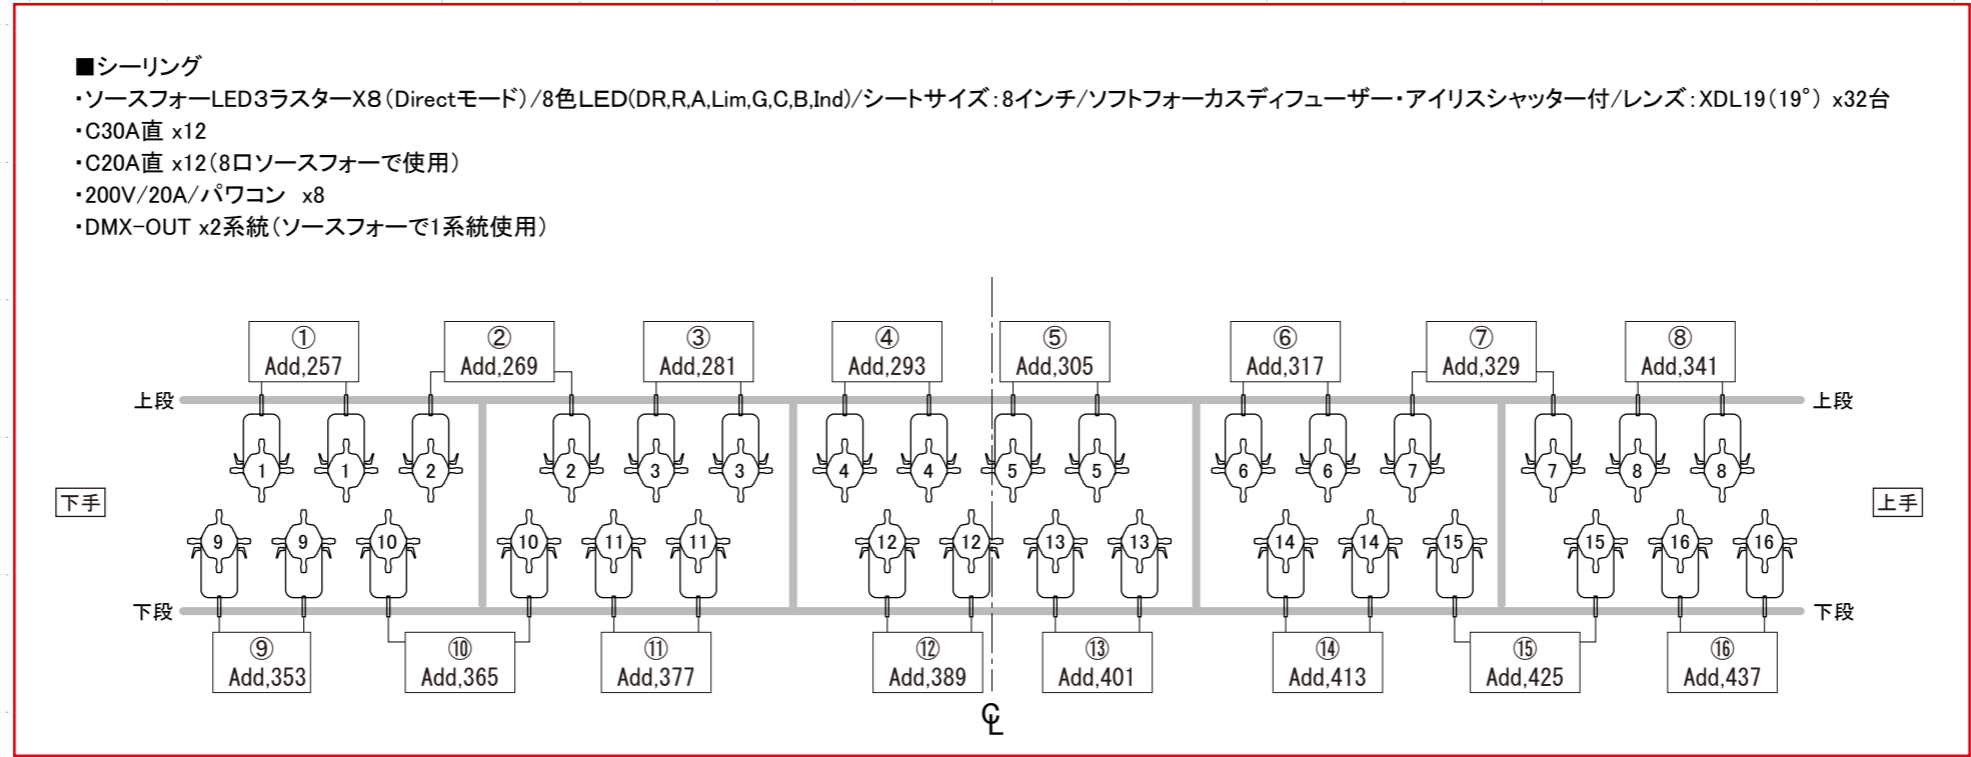 ■シーリング
・ソースフォーLED3ラスターX8（Directモード）/8色LED(DR,R,A,Lim,G,C,B,Ind)/シートサイズ：8インチ/ソフトフォーカスディフューザー・アイリスシャッター付/レンズ：XDL19（19°） x32台
・C30A直 x12
・C20A直 x12（8口ソースフォーで使用）
・200V/20A/パワコン x8
・DMX-OUT x2系統（ソースフォーで1系統使用）
① ② ③ ④ ⑤ ⑥ ⑦ ⑧
Add,257 Add,269 Add,281 Add,293 Add,305 Add,317 Add,329 Add,341
上段 上段
1 1 2 2 3 3 4 4 5 5 6 6 7 7 8 8
下手 上手
9 9 10 10 11 11 12 12 13 13 14 14 15 15 16 16
下段 下段
⑨ ⑩ ⑪ ⑫ ⑬ ⑭ ⑮ ⑯
Add,353 Add,365 Add,377 Add,389 Add,401 Add,413 Add,425 Add,437
℄